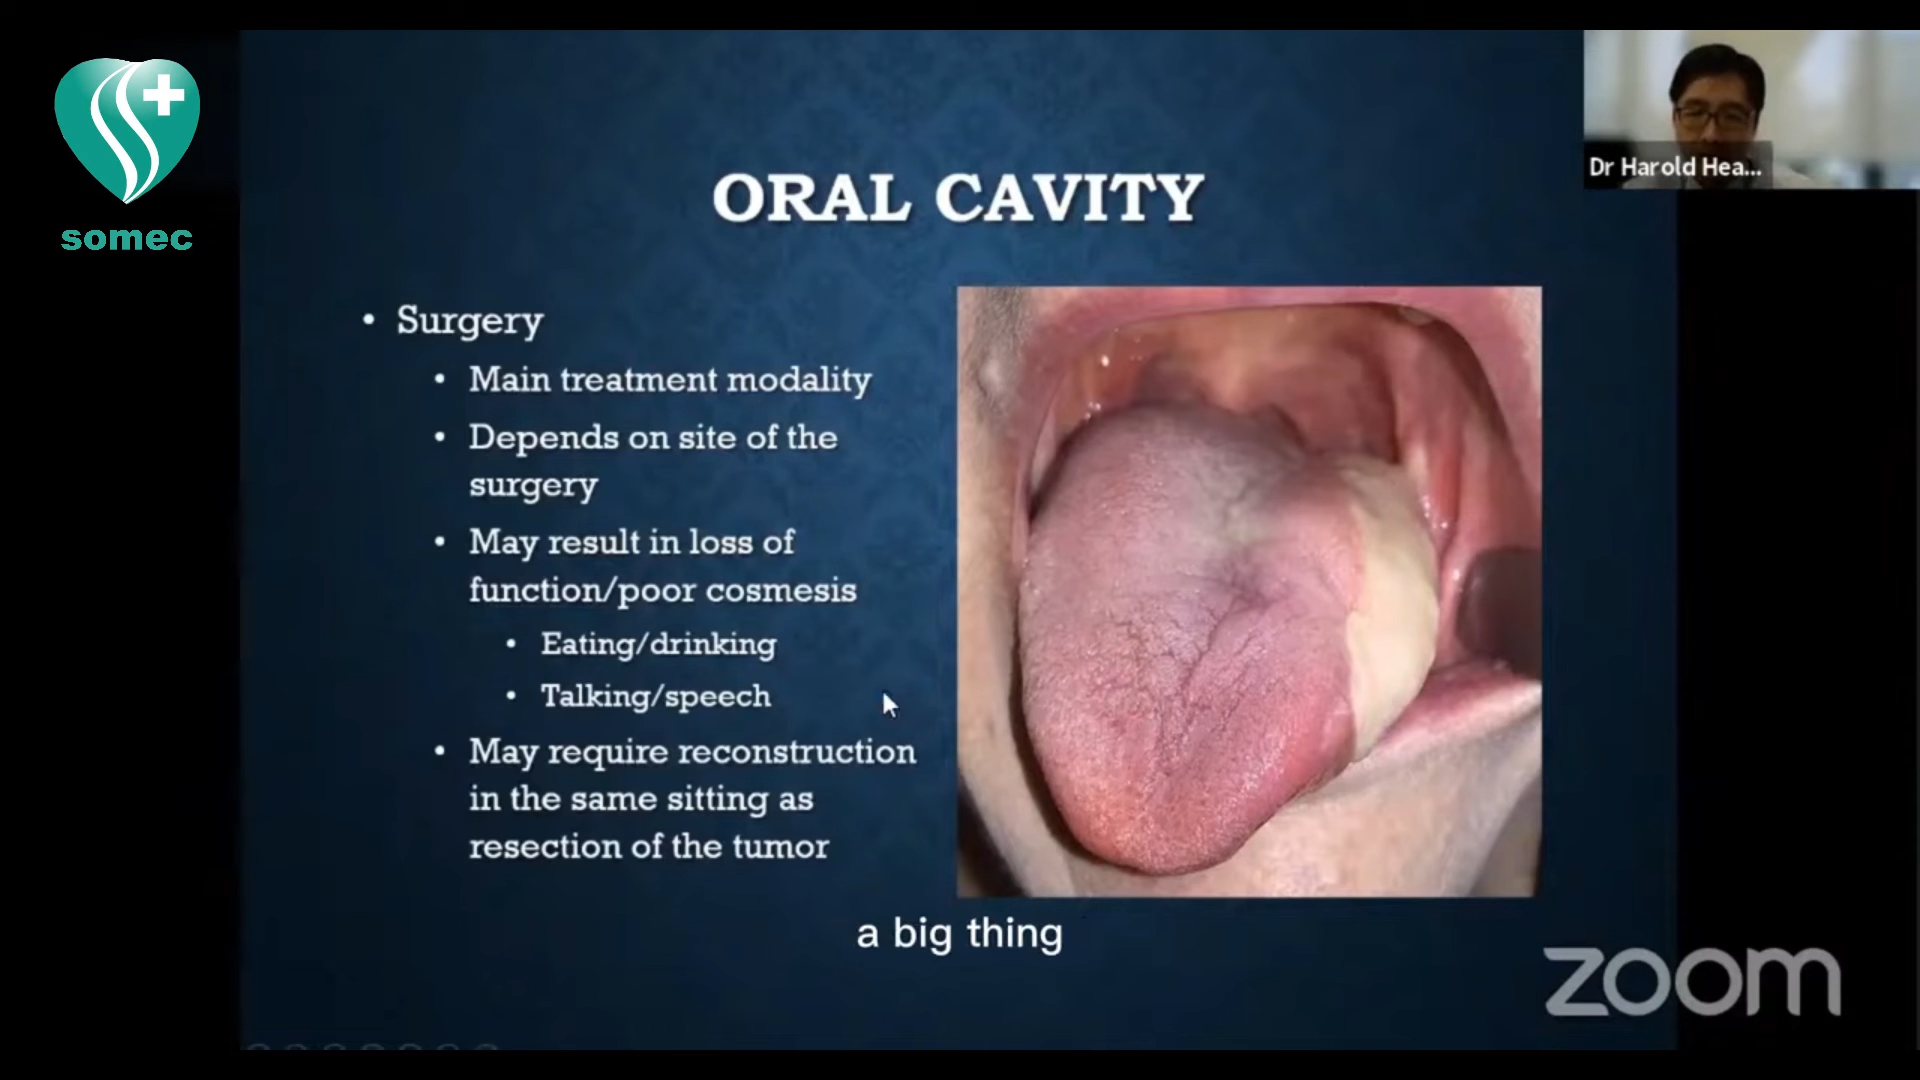 somec
Dr Harold Hea...
ORAL CAVITY
• Surgery
• Main treatment modality
• Depends on site of the
surgery
• May result in loss of
function/poor cosmesis
• Eating/drinking
• Talking/speech
• May require reconstruction
in the same sitting as
resection of the tumor
a big thing
zoom